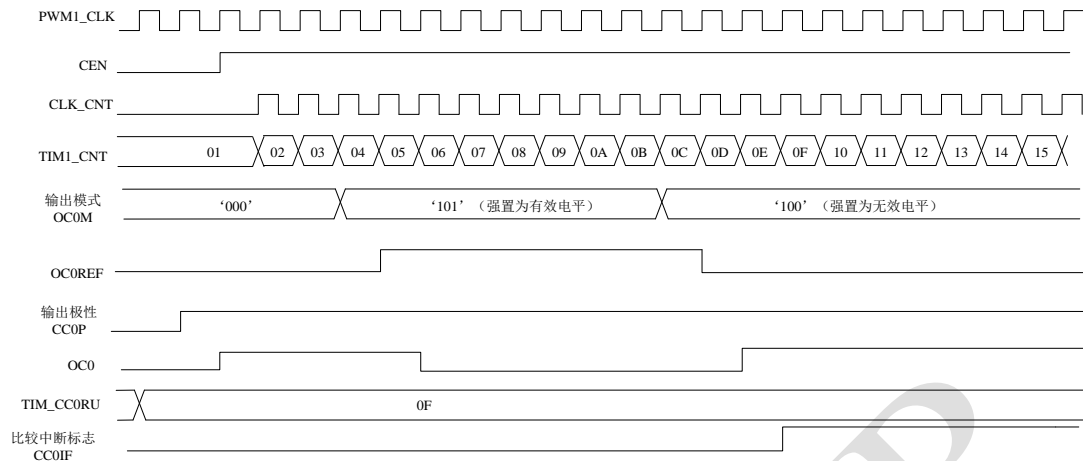 PWM1_CLK
CEN
CLK_CNT
TIM1_CNT 01 02 03 04 05 06 07 08 09 0A 0B 0C 0D 0E 0F 10 11 12 13 14 15
输出模式
OC0M
‘000’ ‘101’（强置为有效电平） ‘100’（强置为无效电平）
OC0REF
输出极性
CC0P
OC0
TIM_CC0RU 0F
比较中断标志
CC0IF